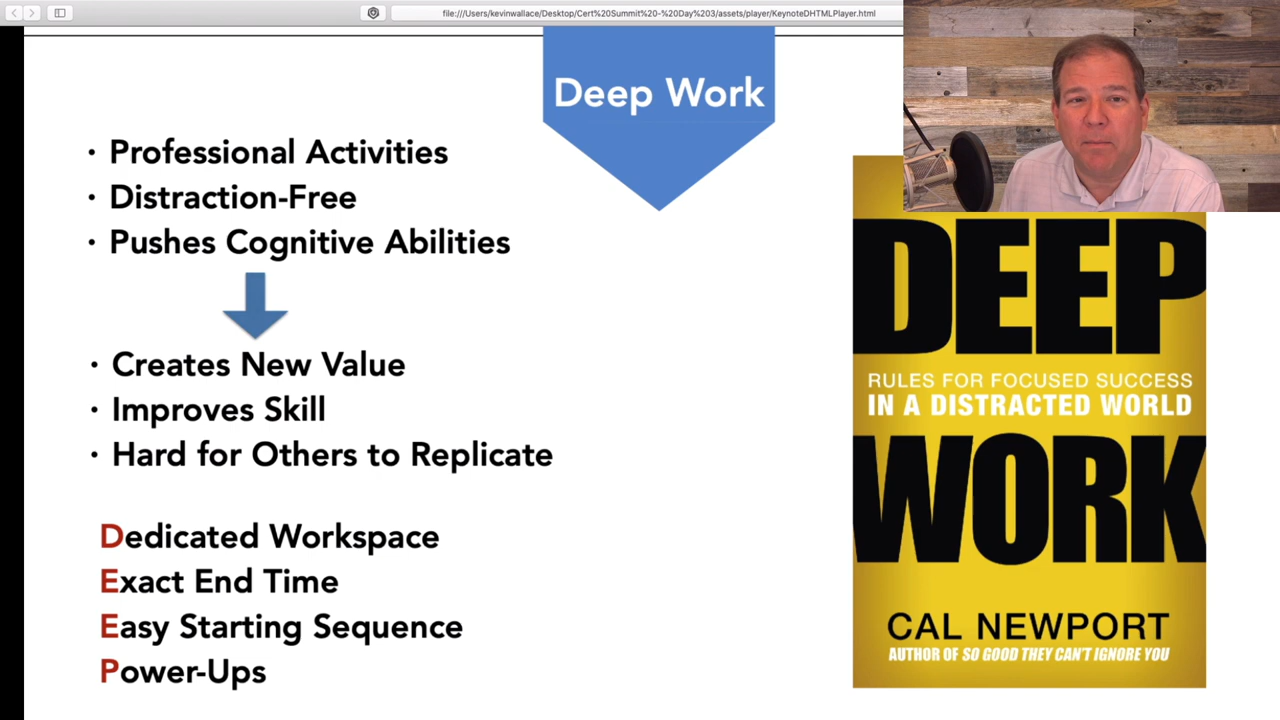 file:///Users/kevinwallace/Desktop/Cert%20Summit%20-%20Day%203/assets/player/KeynoteDHTMLPlayer.html
Deep Work
• Professional Activities
• Distraction-Free
• Pushes Cognitive Abilities
• Creates New Value
• Improves Skill
• Hard for Others to Replicate
Dedicated Workspace
Exact End Time
Easy Starting Sequence
Power-Ups
DEEP
RULES FOR FOCUSED SUCCESS
IN A DISTRACTED WORLD
WORK
CAL NEWPORT
AUTHOR OF SO GOOD THEY CAN'T IGNORE YOU